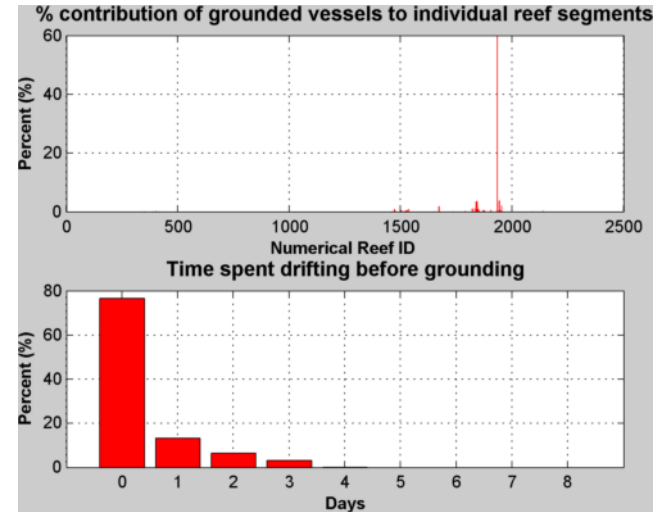 % contribution of grounded vessels to individual reef segments
60
40
20
0
Percent (%)
0 500 1000 1500 2000 2500
Numerical Reef ID
Time spent drifting before grounding
80
60
40
20
0
Percent (%)
0 1 2 3 4 5 6 7 8
Days